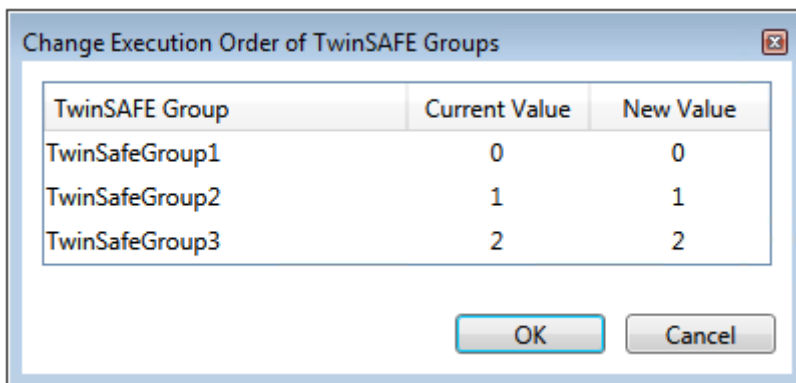 Change Execution Order of TwinSAFE Groups
TwinSAFE Group Current Value New Value
TwinSafeGroup1 0 0
TwinSafeGroup2 1 1
TwinSafeGroup3 2 2
OK Cancel